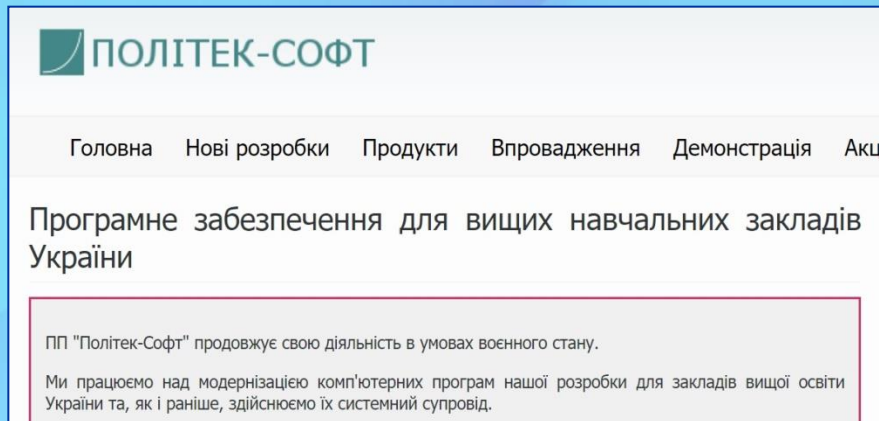 ПОЛІТЕК-СОФТ
Головна Нові розробки Продукти Впровадження Демонстрація Акц
Програмне забезпечення для вищих навчальних закладів
України
ПП "Політек-Софт" продовжує свою діяльність в умовах воєнного стану.
Ми працюємо над модернізацією комп'ютерних програм нашої розробки для закладів вищої освіти
України та, як і раніше, здійснюємо їх системний супровід.